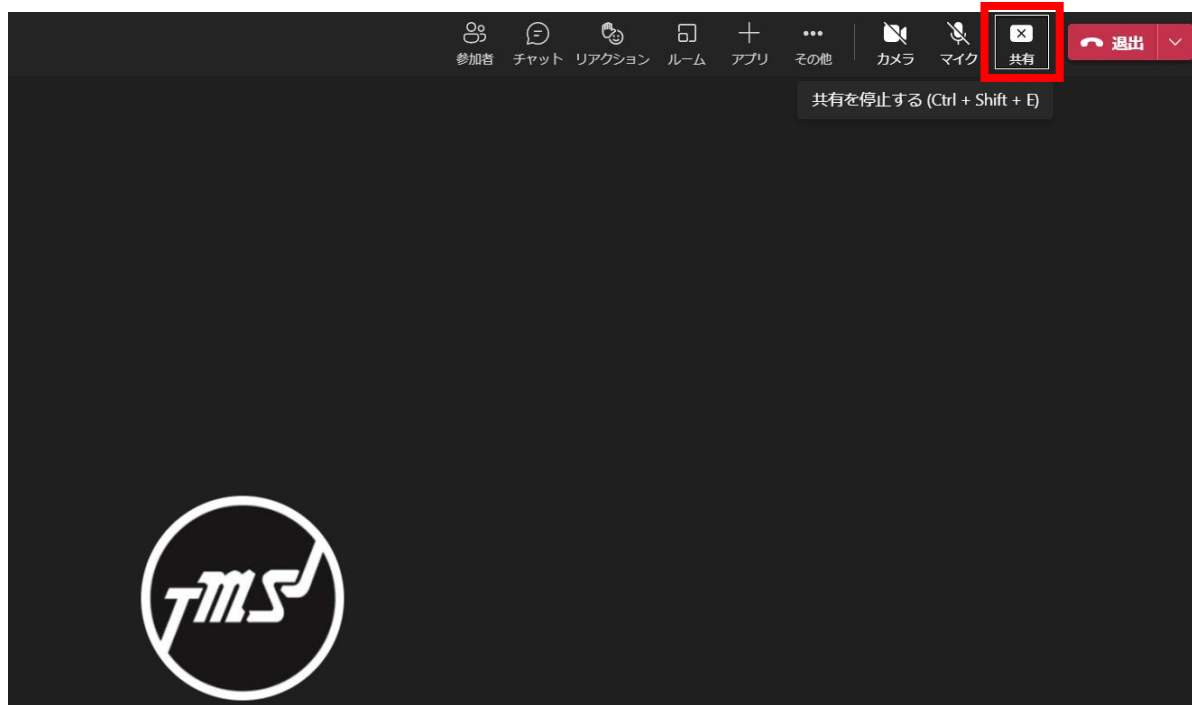 参加者 チャット リアクション ルーム アプリ その他 カメラ マイク 共有 退出
共有を停止する (Ctrl + Shift + E)
TMS